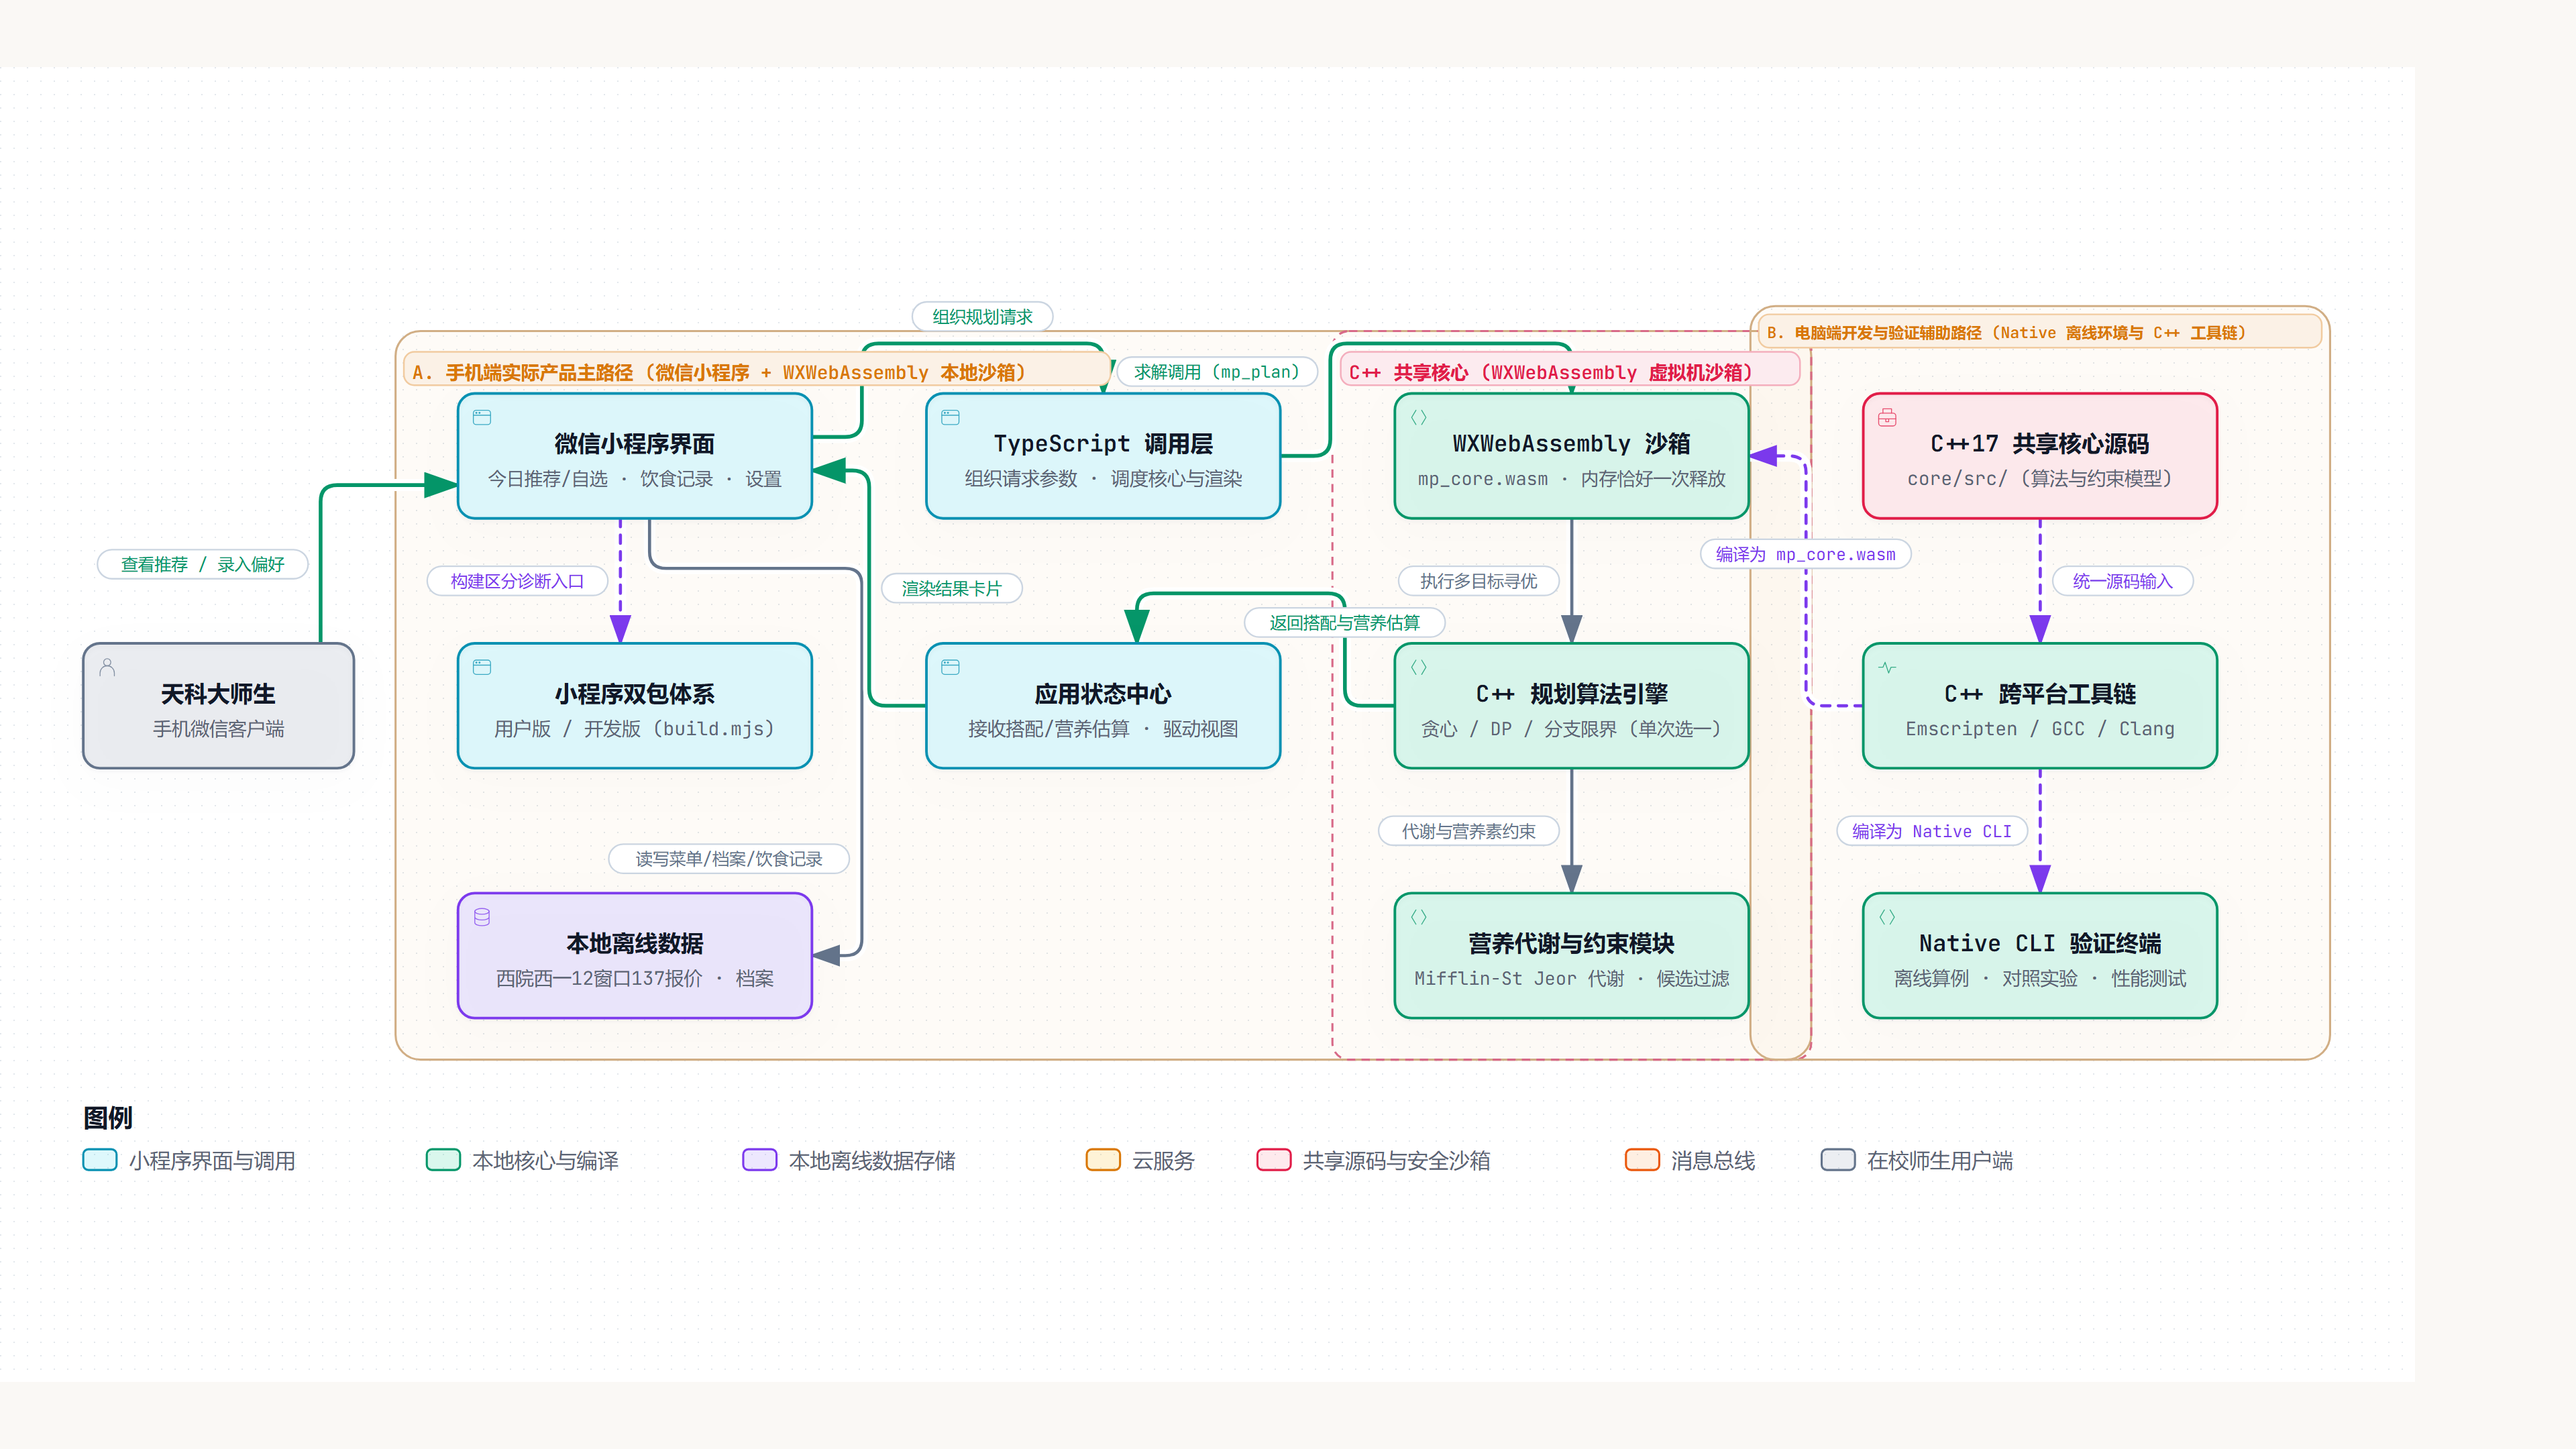 组织规划请求
B. 电脑端开发与验证辅助路径 (Native 离线环境与 C++ 工具链)
A. 手机端实际产品主路径 (微信小程序 + WXWebAssembly 本地沙箱)
求解调用 (mp_plan)
C++ 共享核心 (WXWebAssembly 虚拟机沙箱)
微信小程序界面
今日推荐/自选 · 饮食记录 · 设置
TypeScript 调用层
组织请求参数 · 调度核心与渲染
WXWebAssembly 沙箱
mp_core.wasm · 内存恰好一次释放
C++17 共享核心源码
core/src/ (算法与约束模型)
查看推荐 / 录入偏好
构建区分诊断入口
渲染结果卡片
执行多目标寻优
编译为 mp_core.wasm
统一源码输入
返回搭配与营养估算
天科大师生
手机微信客户端
小程序双包体系
用户版 / 开发版 (build.mjs)
应用状态中心
接收搭配/营养估算 · 驱动视图
C++ 规划算法引擎
贪心 / DP / 分支限界 (单次选一)
C++ 跨平台工具链
Emscripten / GCC / Clang
读写菜单/档案/饮食记录
代谢与营养素约束
编译为 Native CLI
本地离线数据
西院西一12窗口137报价 · 档案
营养代谢与约束模块
Mifflin-St Jeor 代谢 · 候选过滤
Native CLI 验证终端
离线算例 · 对照实验 · 性能测试
图例
小程序界面与调用
本地核心与编译
本地离线数据存储
云服务
共享源码与安全沙箱
消息总线
在校师生用户端